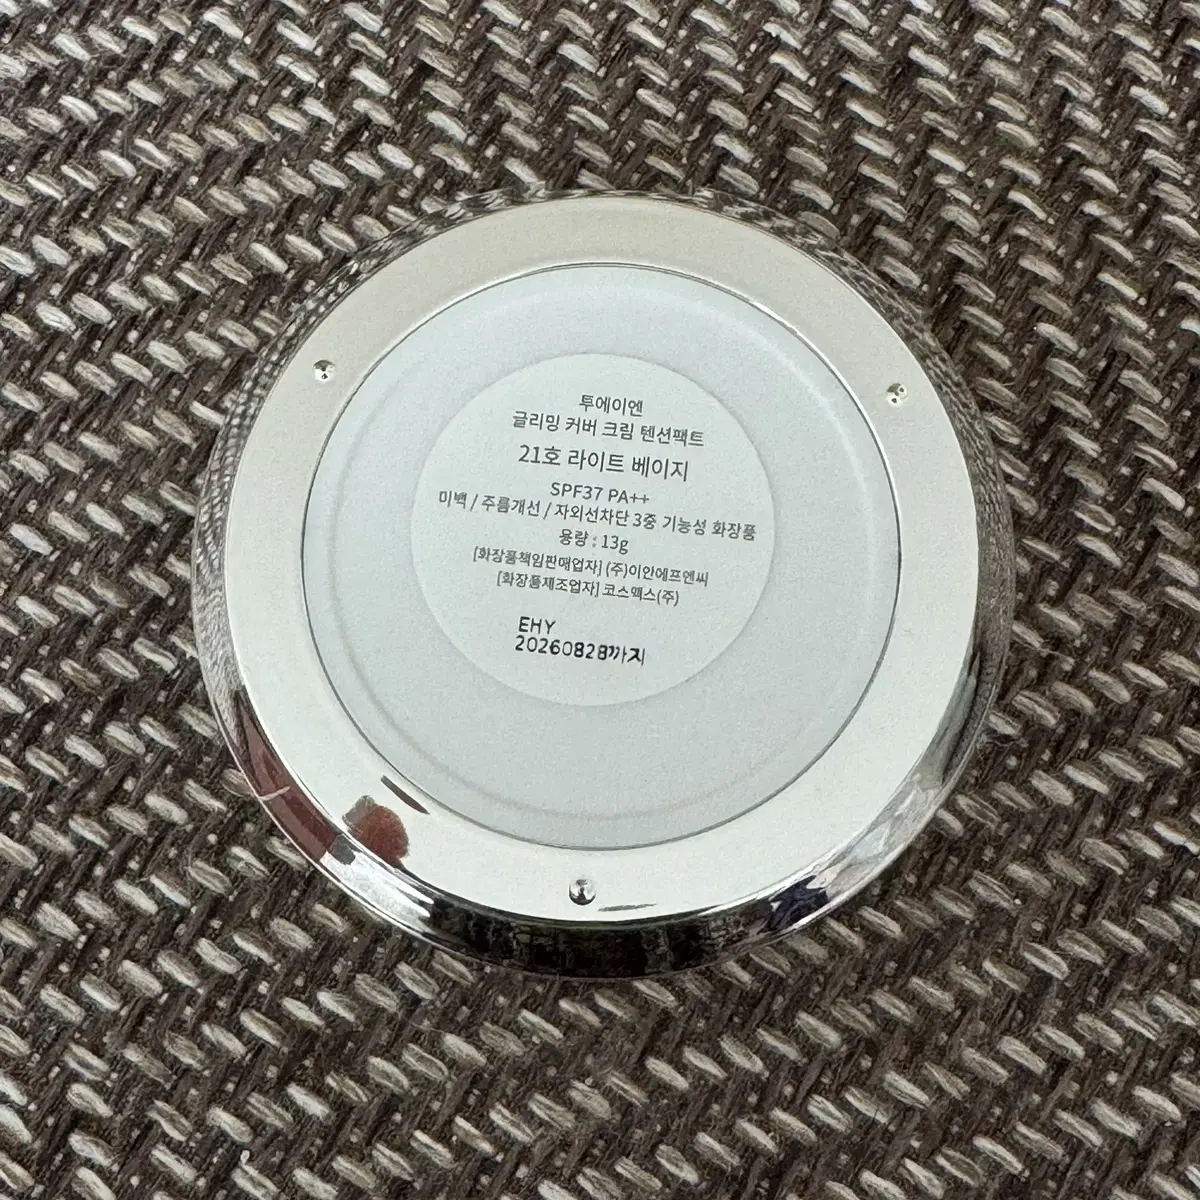 투에이엔
글리밍 커버 크림 텐션팩트
21호 라이트 베이지
SPF37 PA++
미백 / 주름개선 / 자외선차단 3중 기능성 화장품
용량 : 13g
[화장품책임판매업자] (주)이안에프엔씨
[화장품제조업자] 코스맥스(주)
EHY
20260828까지